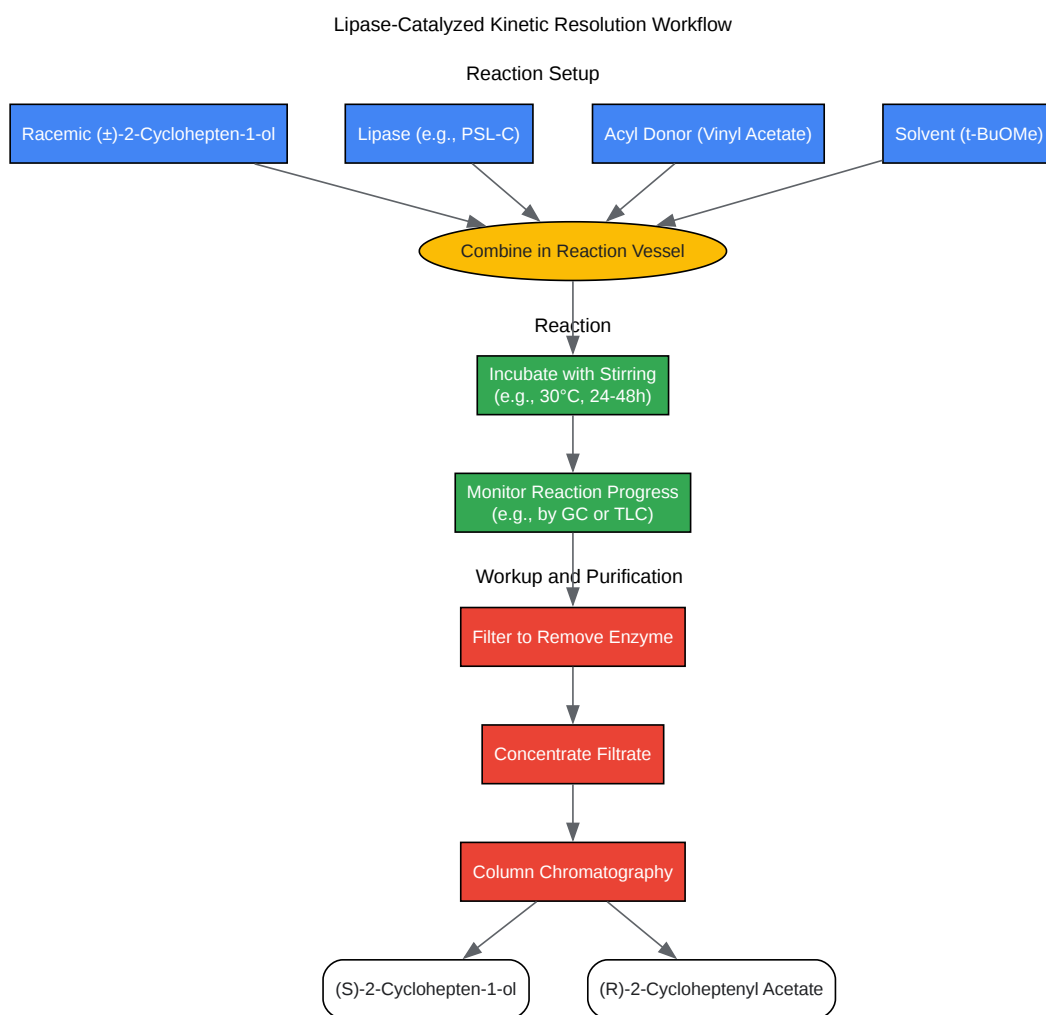 Lipase-Catalyzed Kinetic Resolution Workflow
Reaction Setup
Racemic (±)-2-Cyclohepten-1-ol
Lipase (e.g., PSL-C)
Acyl Donor (Vinyl Acetate)
Solvent (t-BuOMe)
Combine in Reaction Vessel
Reaction
Incubate with Stirring
(e.g., 30°C, 24-48h)
Monitor Reaction Progress
(e.g., by GC or TLC)
Workup and Purification
Filter to Remove Enzyme
Concentrate Filtrate
Column Chromatography
(S)-2-Cyclohepten-1-ol
(R)-2-Cycloheptenyl Acetate